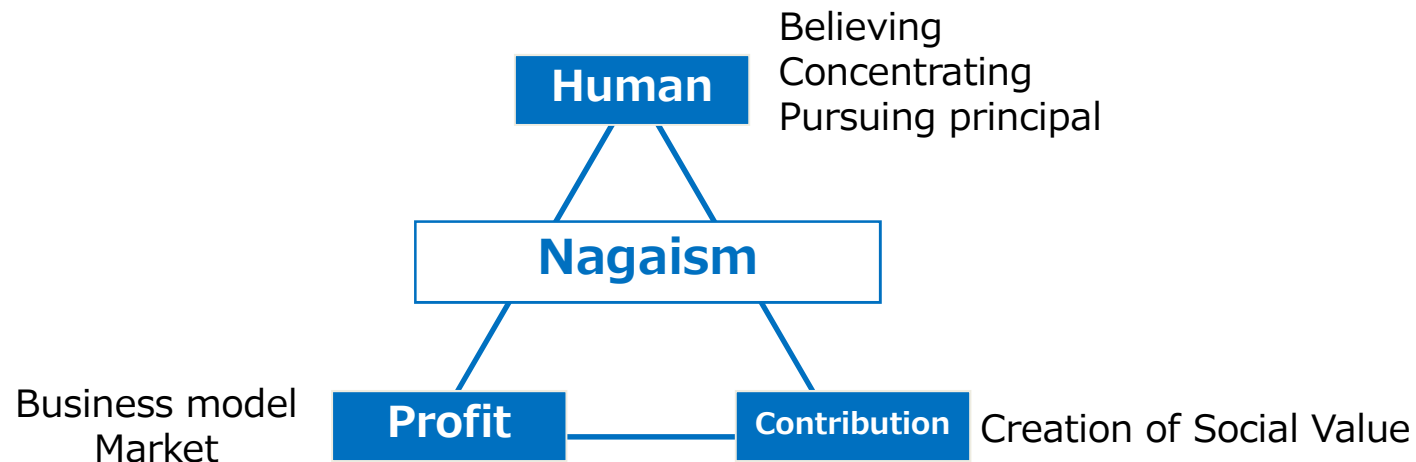 Believing
Human
Concentrating
Pursuing principal
Nagaism
Business model
Market
Profit
Contribution
Creation of Social Value